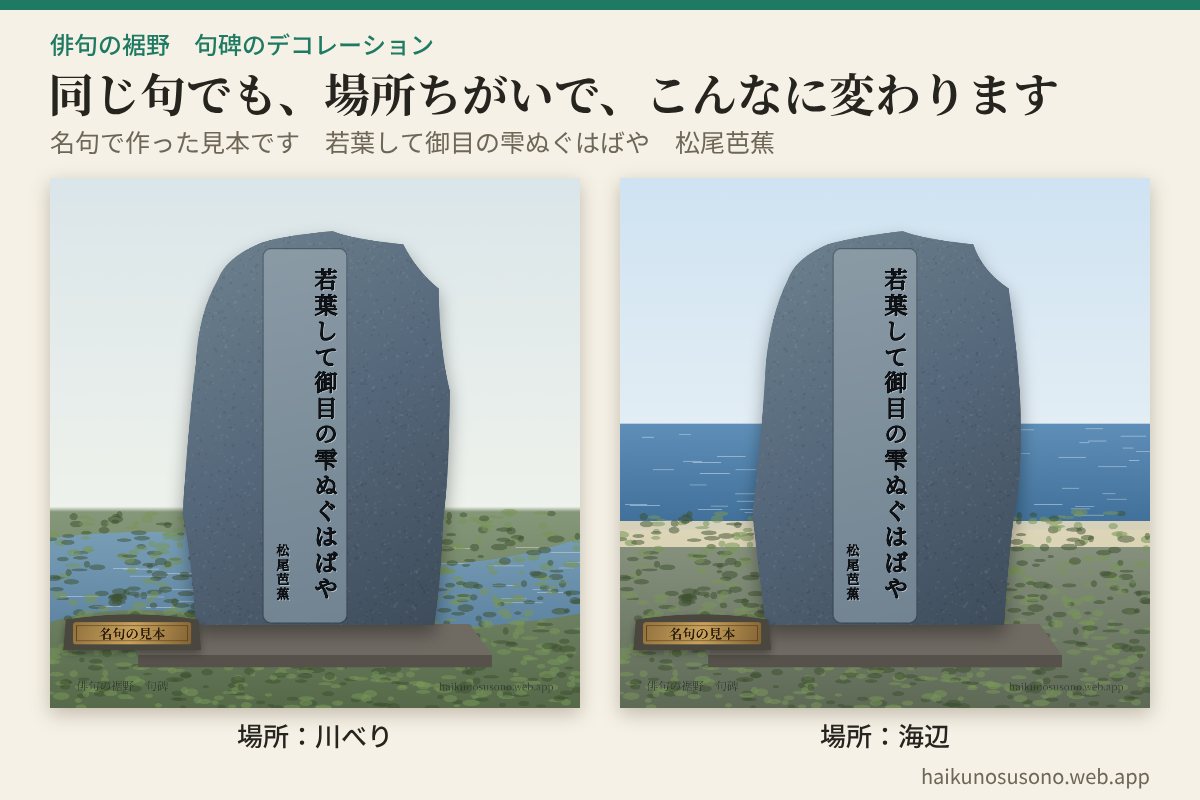 俳句の裾野　句碑のデコレーション
同じ句でも、場所ちがいで、こんなに変わります
名句で作った見本です　若葉して御目の雫ぬぐはばや　松尾芭蕉
若葉して御目の雫ぬぐはばや
松尾芭蕉
名句の見本
俳句の裾野　句碑
haikunosusono.web.app
場所：川べり
若葉して御目の雫ぬぐはばや
松尾芭蕉
名句の見本
俳句の裾野　句碑
haikunosusono.web.app
場所：海辺
haikunosusono.web.app